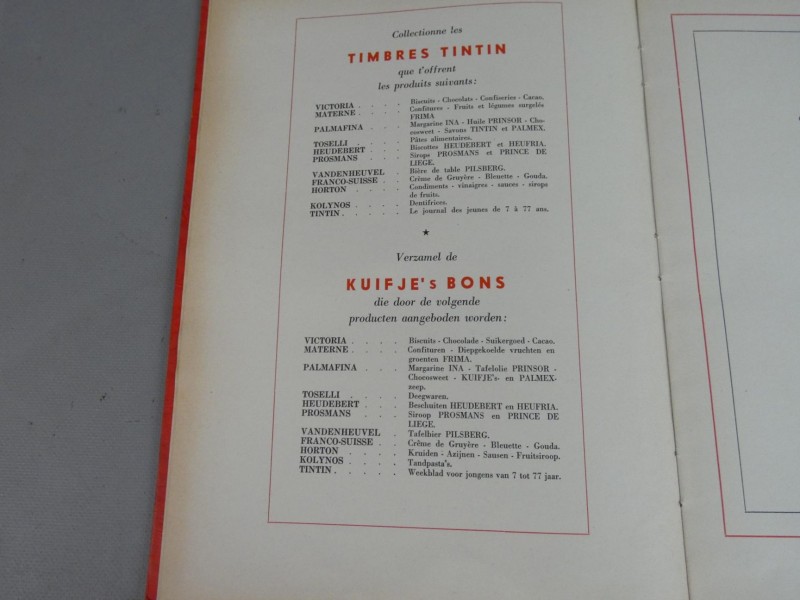 Collectionne les
TIMBRES TINTIN
que t'offrent
les produits suivants:
VICTORIA . . . . Biscuits - Chocolats - Confiseries - Cacao.
MATERNE . . . . Confitures - Fruits et légumes surgelés
FRIMA
PALMAFINA . . . Margarine INA - Huile PRINSOR - Cho-
cosweet - Savons TINTIN et PALMEX.
TOSELLI . . . . Pâtes alimentaires.
HEUDEBERT . . . Biscottes HEUDEBERT et HEUFRIA.
PROSMANS . . . Sirops PROSMANS et PRINCE DE
LIEGE.
VANDENHEUVEL . Bière de table PILSBERG.
FRANCO-SUISSE . . Crème de Gruyère - Bleuette - Gouda.
HORTON . . . . Condiments - vinaigres - sauces - sirops
de fruits.
KOLYNOS . . . . Dentifrices.
TINTIN . . . . . Le journal des jeunes de 7 à 77 ans.
★
Verzamel de
KUIFJE's BONS
die door de volgende
producten aangeboden worden:
VICTORIA . . . . Biscuits - Chocolade - Suikergoed - Cacao.
MATERNE . . . . Confituren - Diepgekoelde vruchten en
groenten FRIMA.
PALMAFINA . . . Margarine INA - Tafelolie PRINSOR -
Chocosweet - KUIFJE's- en PALMEX-
zeep.
TOSELLI . . . . Deegwaren.
HEUDEBERT . . . Beschuiten HEUDEBERT en HEUFRIA.
PROSMANS . . . Siroop PROSMANS en PRINCE DE
LIEGE.
VANDENHEUVEL . Tafelbier PILSBERG.
FRANCO-SUISSE . . Crême de Gruyère - Bleuette - Gouda.
HORTON . . . . Kruiden - Azijnen - Sausen - Fruitsiroop.
KOLYNOS . . . . Tandpasta's.
TINTIN . . . . . Weekblad voor jongens van 7 tot 77 jaar.